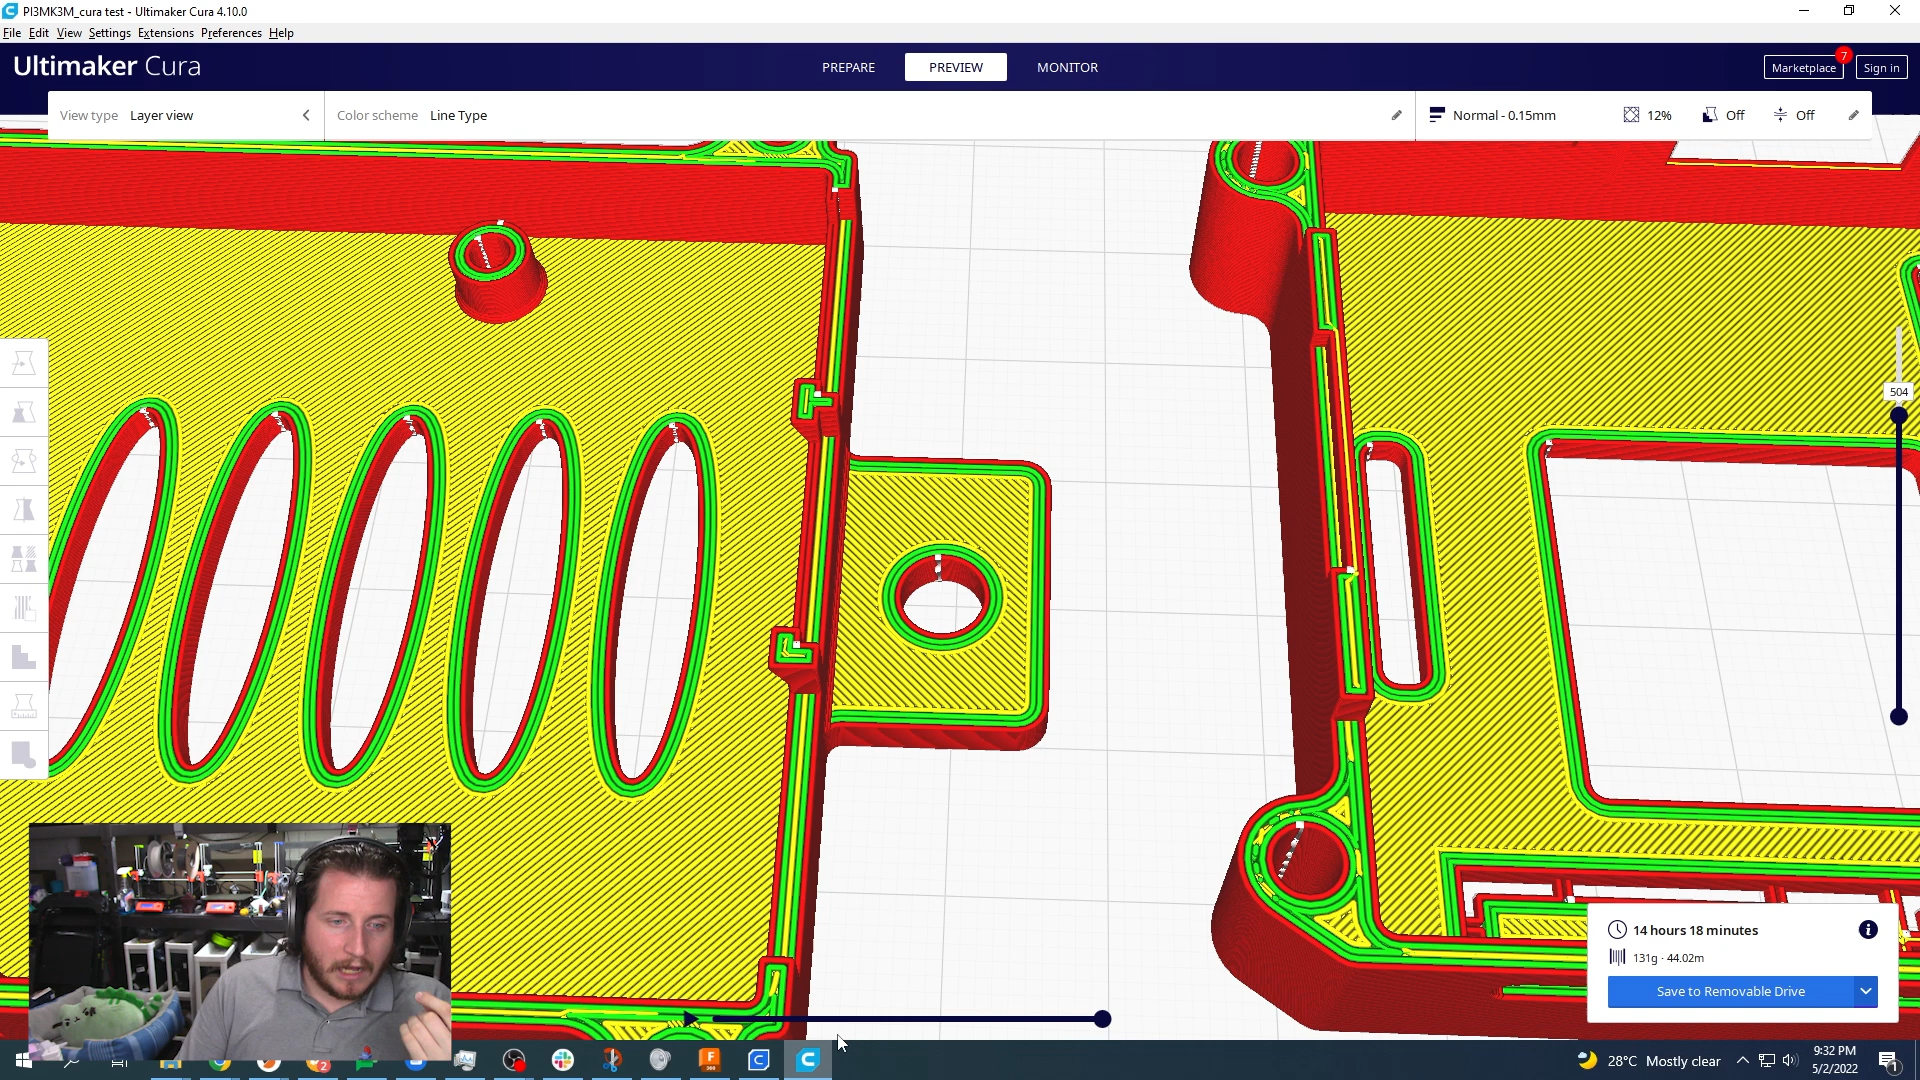 PI3MK3M_cura test - Ultimaker Cura 4.10.0
File Edit View Settings Extensions Preferences Help
Ultimaker Cura
PREPARE PREVIEW MONITOR
Marketplace 7 Sign in
View type Layer view Color scheme Line Type Normal - 0.15mm 12% Off Off
504
14 hours 18 minutes
131g · 44.02m
Save to Removable Drive
28°C Mostly clear
9:32 PM
5/2/2022